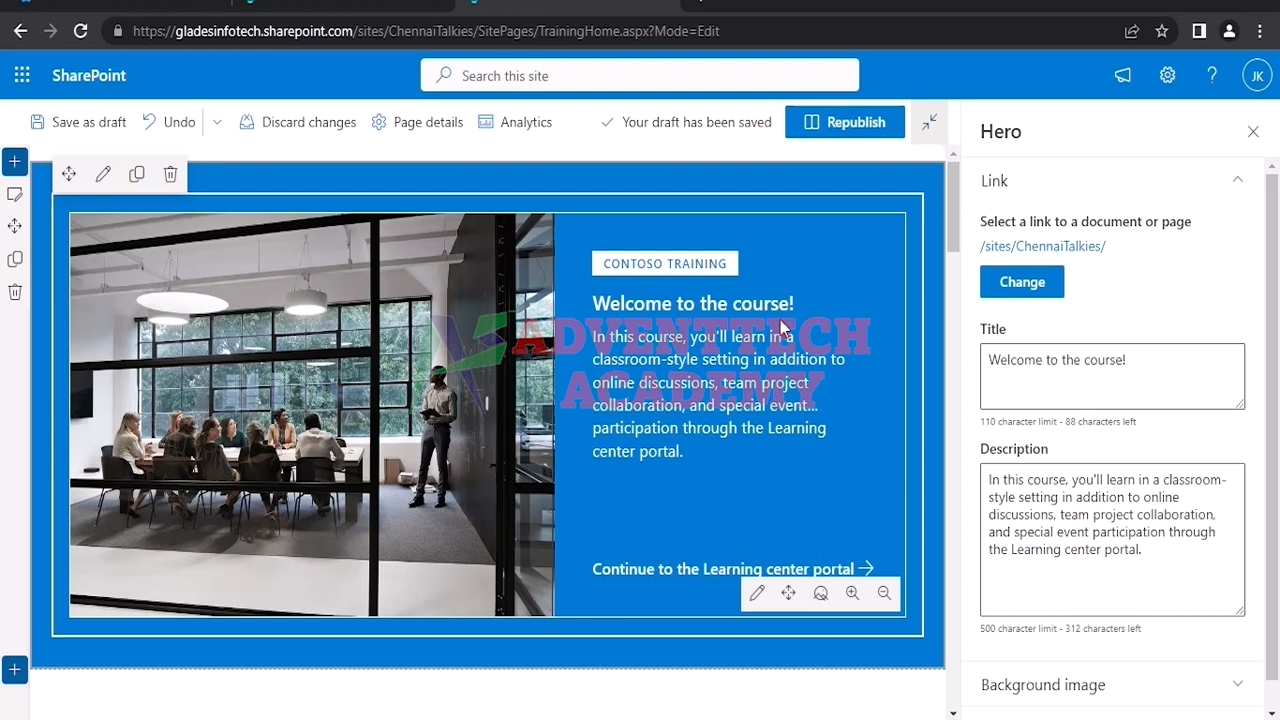 https://gladesinfotech.sharepoint.com/sites/ChennaiTalkies/SitePages/TrainingHome.aspx?Mode=Edit
SharePoint
Search this site
?
JK
Save as draft
Undo
Discard changes
Page details
Analytics
Your draft has been saved
Republish
CONTOSO TRAINING
Welcome to the course!
In this course, you'll learn in a
classroom-style setting in addition to
online discussions, team project
collaboration, and special event...
participation through the Learning
center portal.
Continue to the Learning center portal
ADVENTTECH
ACADEMY
Hero
Link
Select a link to a document or page
/sites/ChennaiTalkies/
Change
Title
Welcome to the course!
110 character limit - 88 characters left
Description
In this course, you'll learn in a classroom-
style setting in addition to online
discussions, team project collaboration,
and special event participation through
the Learning center portal.
500 character limit - 312 characters left
Background image